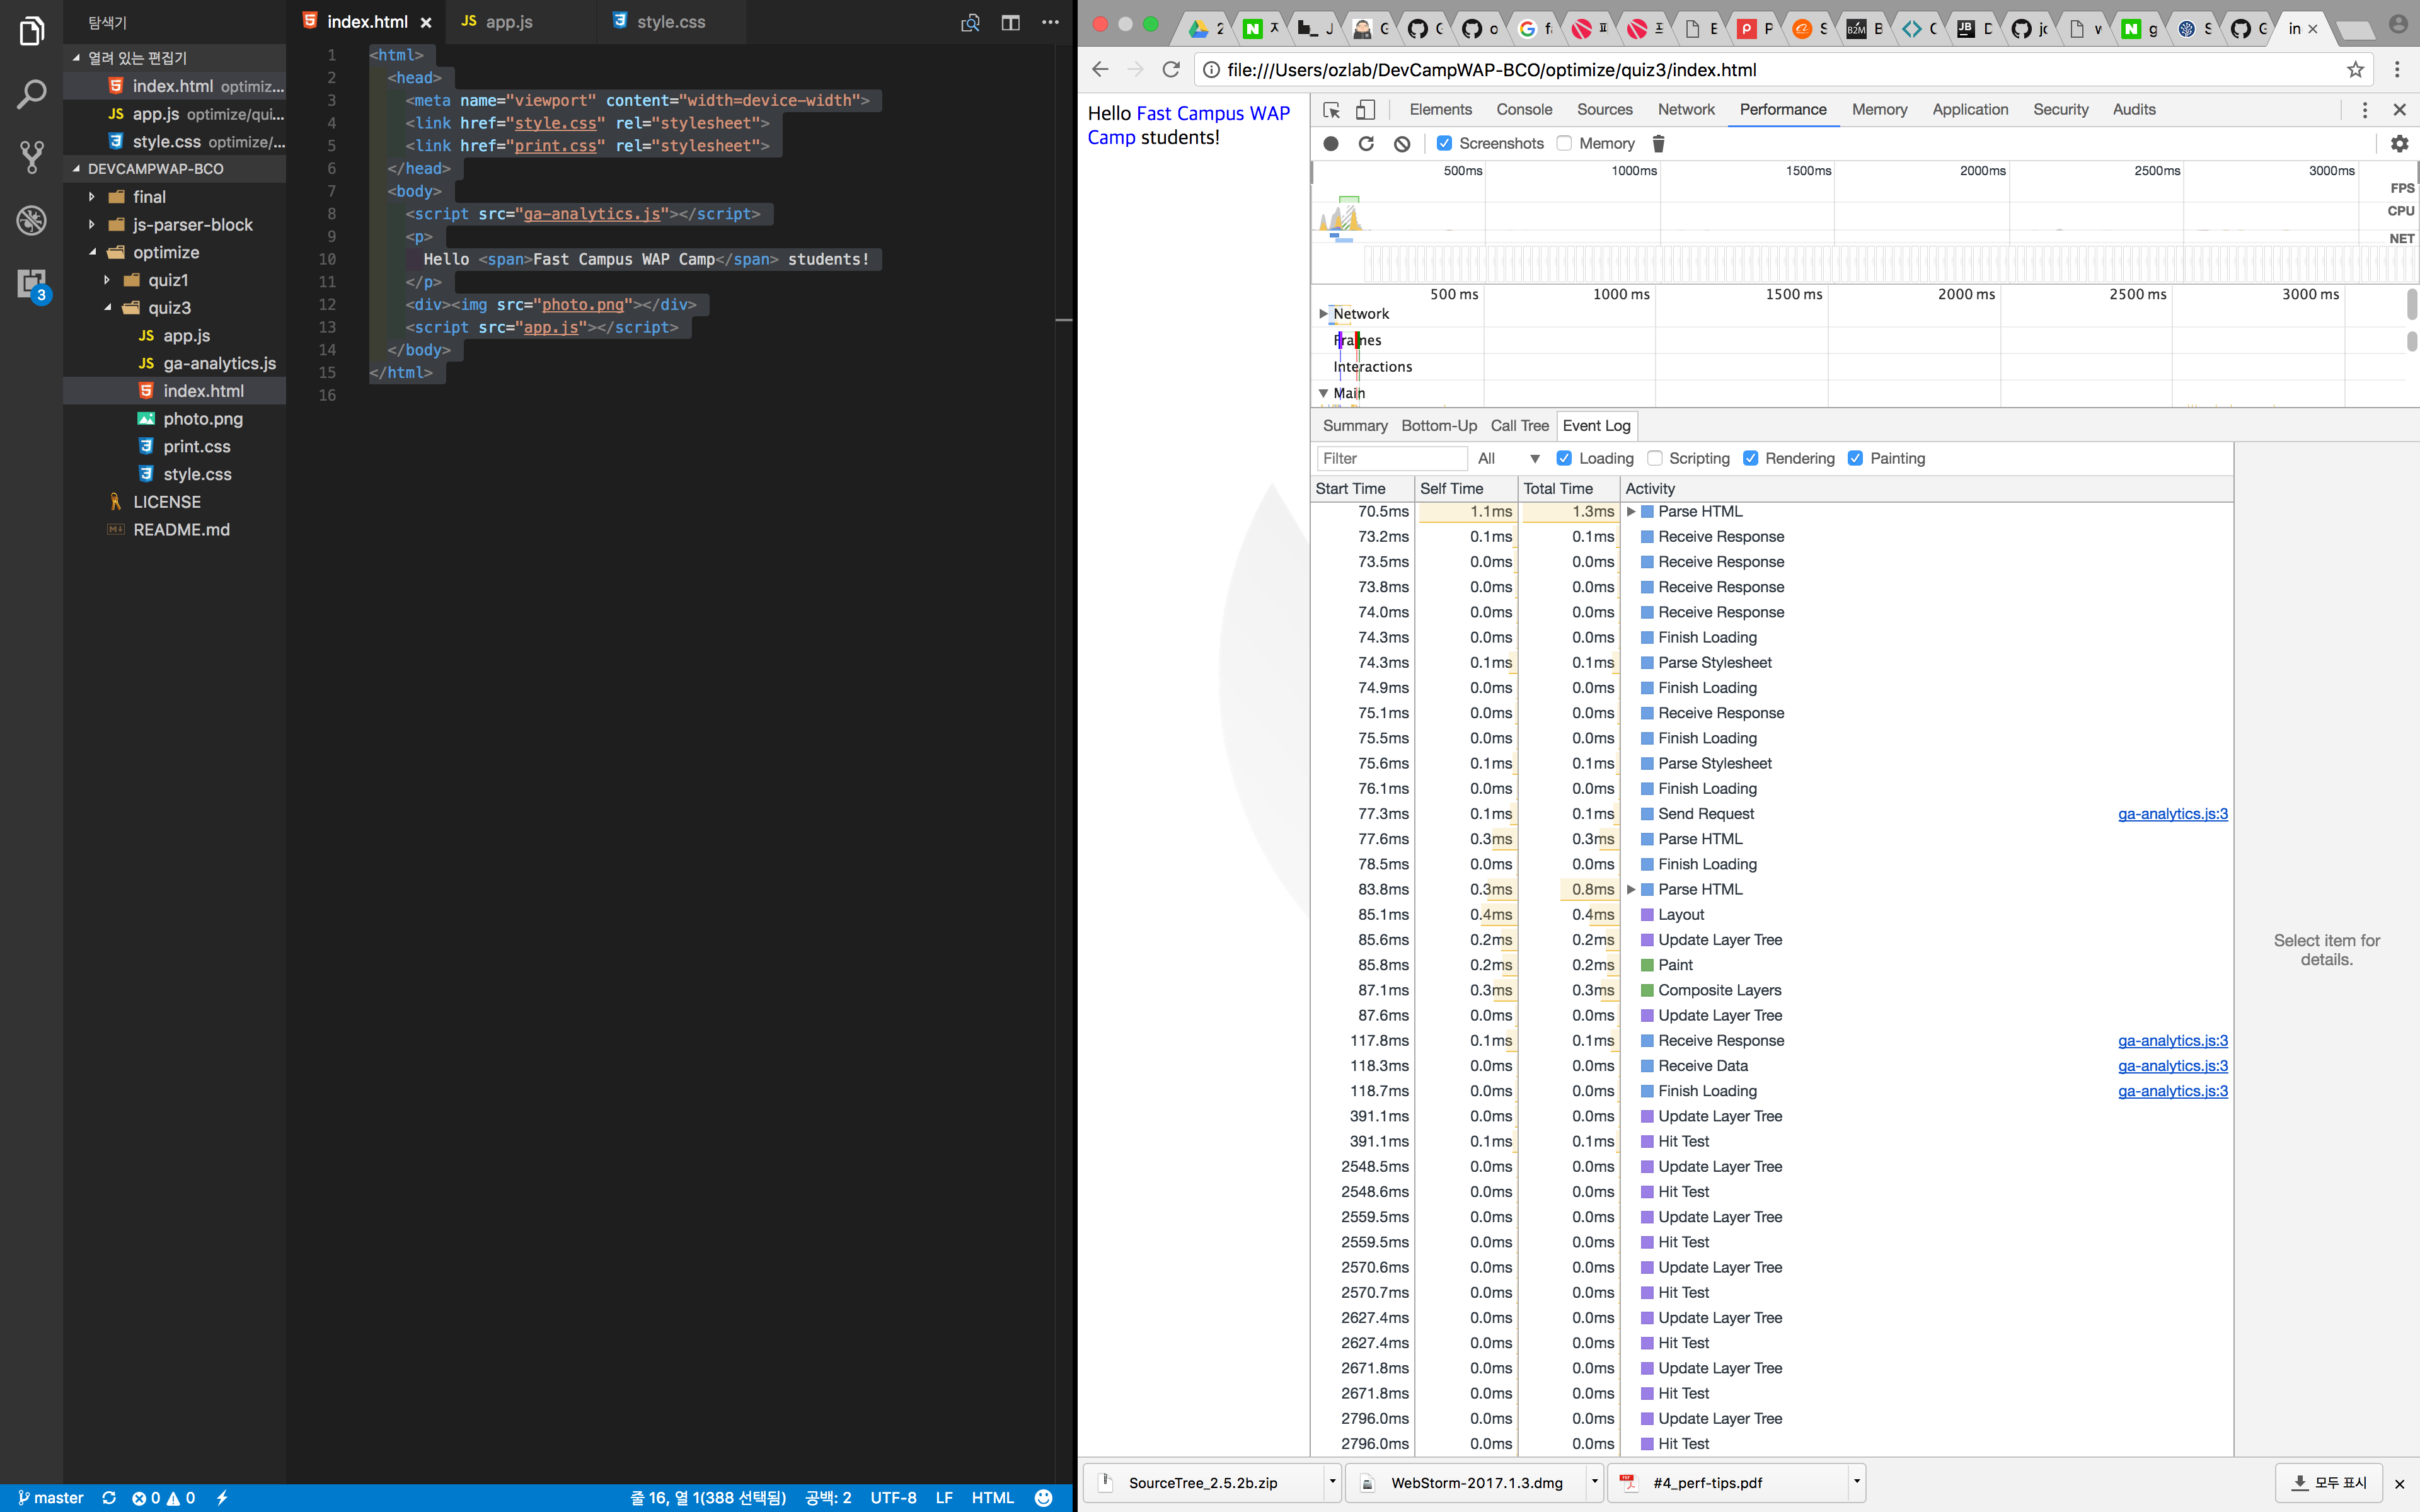 탐색기
열려 있는 편집기
index.html optimiz...
app.js optimize/qui...
style.css optimize/...
DEVCAMPWAP-BCO
final
js-parser-block
optimize
quiz1
quiz3
app.js
ga-analytics.js
index.html
photo.png
print.css
style.css
LICENSE
README.md
3
index.html
app.js
style.css
1 <html>
2 <head>
3 <meta name="viewport" content="width=device-width">
4 <link href="style.css" rel="stylesheet">
5 <link href="print.css" rel="stylesheet">
6 </head>
7 <body>
8 <script src="ga-analytics.js"></script>
9 <p>
10 Hello <span>Fast Campus WAP Camp</span> students!
11 </p>
12 <div><img src="photo.png"></div>
13 <script src="app.js"></script>
14 </body>
15 </html>
16
master
0 0
줄 16, 열 1(388 선택됨)
공백: 2
UTF-8
LF
HTML
file:///Users/ozlab/DevCampWAP-BCO/optimize/quiz3/index.html
Hello Fast Campus WAP
Camp students!
Elements Console Sources Network Performance Memory Application Security Audits
Screenshots Memory
500ms 1000ms 1500ms 2000ms 2500ms 3000ms
FPS
CPU
NET
500 ms 1000 ms 1500 ms 2000 ms 2500 ms 3000 ms
Network
Frames
Interactions
Main
Summary Bottom-Up Call Tree Event Log
Filter All Loading Scripting Rendering Painting
Start Time Self Time Total Time Activity
70.5ms 1.1ms 1.3ms Parse HTML
73.2ms 0.1ms 0.1ms Receive Response
73.5ms 0.0ms 0.0ms Receive Response
73.8ms 0.0ms 0.0ms Receive Response
74.0ms 0.0ms 0.0ms Receive Response
74.3ms 0.0ms 0.0ms Finish Loading
74.3ms 0.1ms 0.1ms Parse Stylesheet
74.9ms 0.0ms 0.0ms Finish Loading
75.1ms 0.0ms 0.0ms Receive Response
75.5ms 0.0ms 0.0ms Finish Loading
75.6ms 0.1ms 0.1ms Parse Stylesheet
76.1ms 0.0ms 0.0ms Finish Loading
77.3ms 0.1ms 0.1ms Send Request ga-analytics.js:3
77.6ms 0.3ms 0.3ms Parse HTML
78.5ms 0.0ms 0.0ms Finish Loading
83.8ms 0.3ms 0.8ms Parse HTML
85.1ms 0.4ms 0.4ms Layout
85.6ms 0.2ms 0.2ms Update Layer Tree
85.8ms 0.2ms 0.2ms Paint
87.1ms 0.3ms 0.3ms Composite Layers
87.6ms 0.0ms 0.0ms Update Layer Tree
117.8ms 0.1ms 0.1ms Receive Response ga-analytics.js:3
118.3ms 0.0ms 0.0ms Receive Data ga-analytics.js:3
118.7ms 0.0ms 0.0ms Finish Loading ga-analytics.js:3
391.1ms 0.0ms 0.0ms Update Layer Tree
391.1ms 0.1ms 0.1ms Hit Test
2548.5ms 0.0ms 0.0ms Update Layer Tree
2548.6ms 0.0ms 0.0ms Hit Test
2559.5ms 0.0ms 0.0ms Update Layer Tree
2559.5ms 0.0ms 0.0ms Hit Test
2570.6ms 0.0ms 0.0ms Update Layer Tree
2570.7ms 0.0ms 0.0ms Hit Test
2627.4ms 0.0ms 0.0ms Update Layer Tree
2627.4ms 0.0ms 0.0ms Hit Test
2671.8ms 0.0ms 0.0ms Update Layer Tree
2671.8ms 0.0ms 0.0ms Hit Test
2796.0ms 0.0ms 0.0ms Update Layer Tree
2796.0ms 0.0ms 0.0ms Hit Test
Select item for
details.
SourceTree_2.5.2b.zip
WebStorm-2017.1.3.dmg
#4_perf-tips.pdf
모두 표시